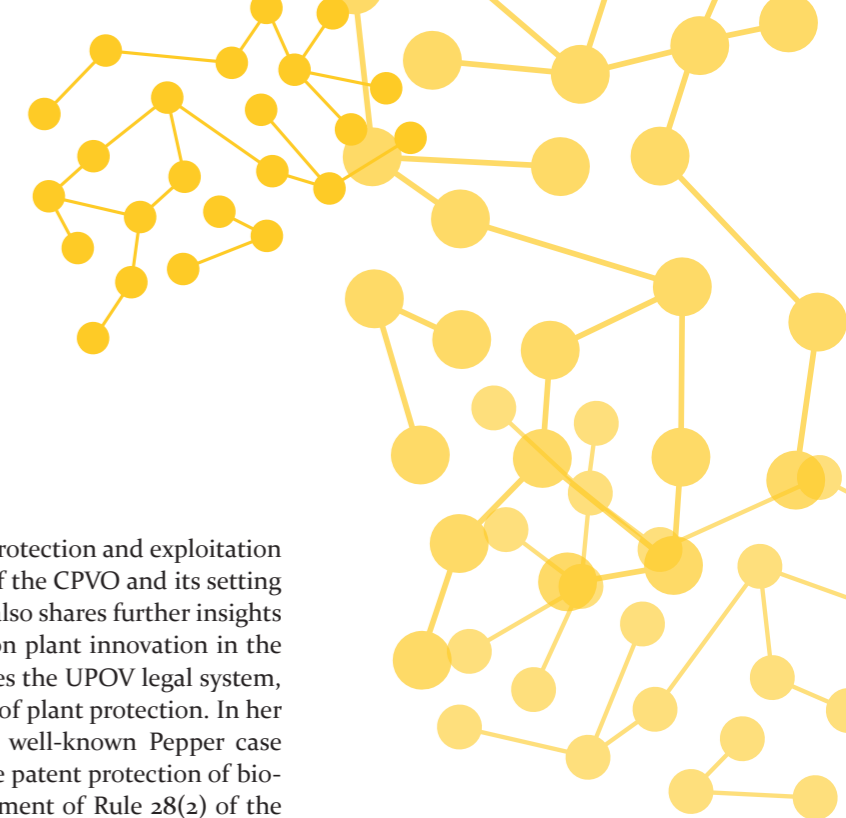 rotection and exploitation
f the CPVO and its setting
also shares further insights
on plant innovation in the
es the UPOV legal system,
of plant protection. In her
well-known Pepper case
e patent protection of bio-
ment of Rule 28(2) of the